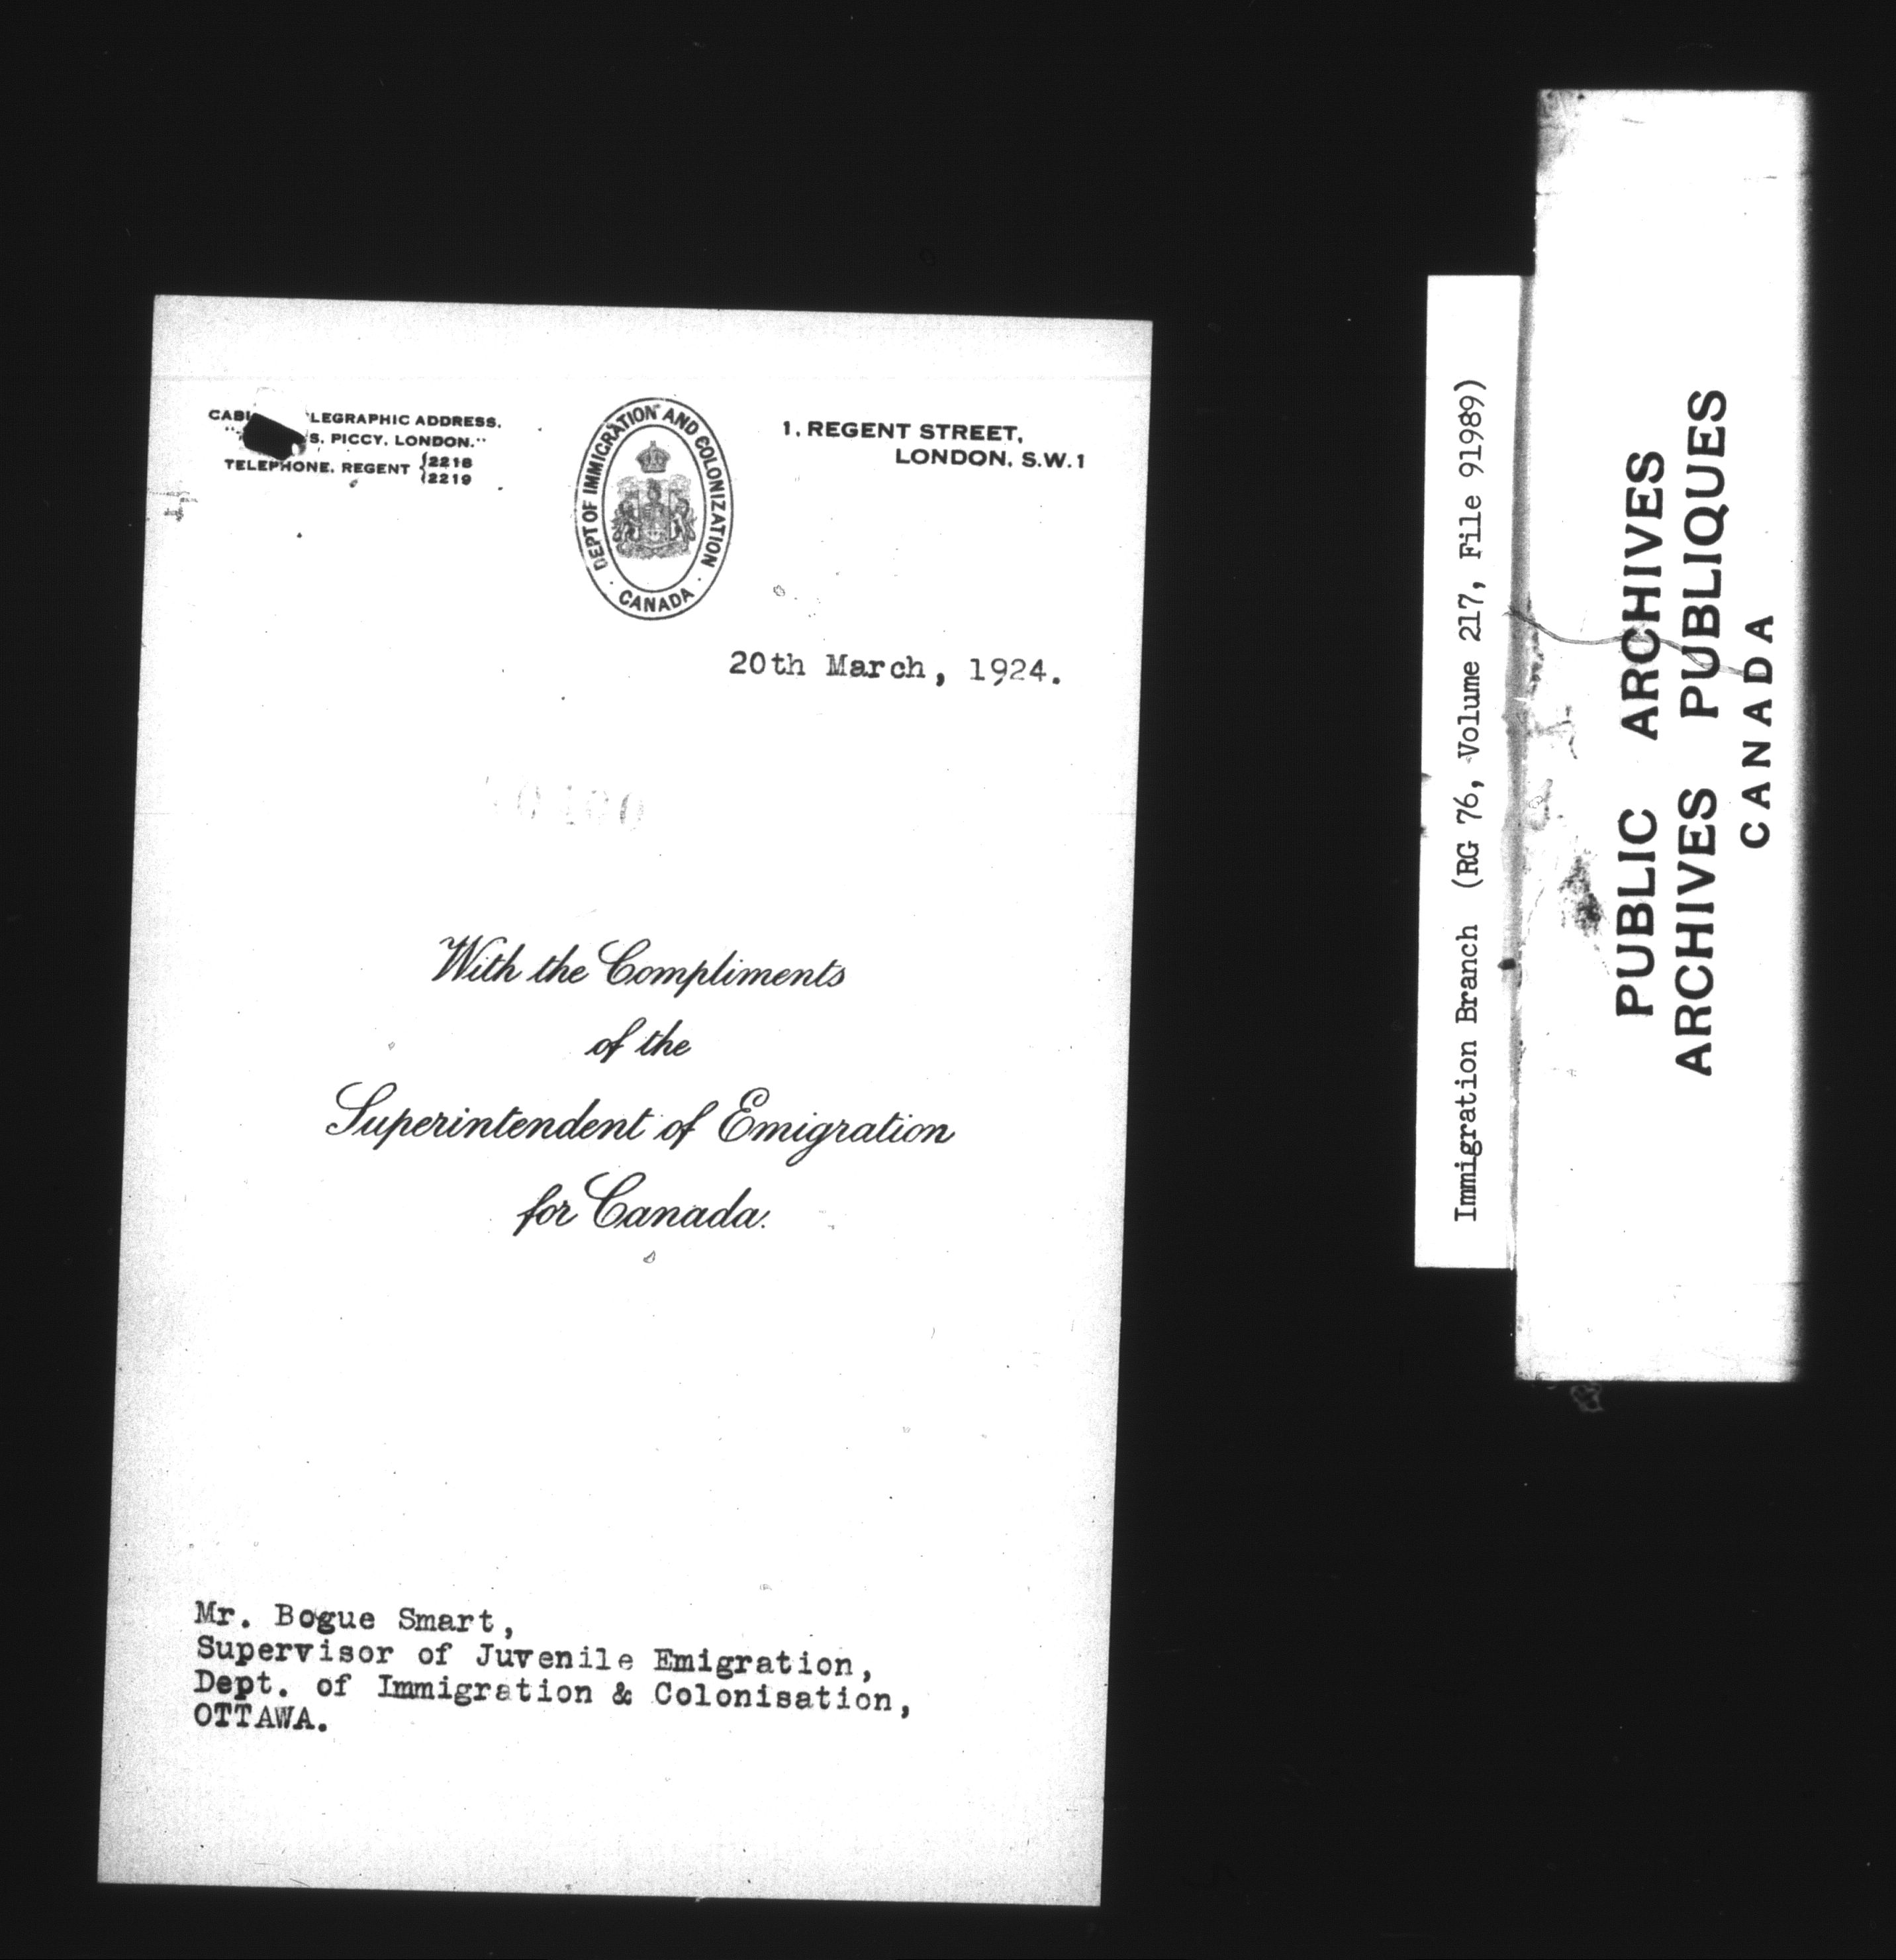 LEGRAPHIC ADDRESS,
S. PICCY, LONDON."
TELEPHONE, REGENT {2218
{2219
DEPT OF IMMIGRATION AND COLONIZATION
· CANADA ·
1, REGENT STREET,
LONDON, S.W.1
20th March, 1924.
With the Compliments
of the
Superintendent of Emigration
for Canada.
Mr. Bogue Smart,
Supervisor of Juvenile Emigration,
Dept. of Immigration & Colonisation,
OTTAWA.
Immigration Branch (RG 76, Volume 217, File 91989)
PUBLIC ARCHIVES
ARCHIVES PUBLIQUES
CANADA